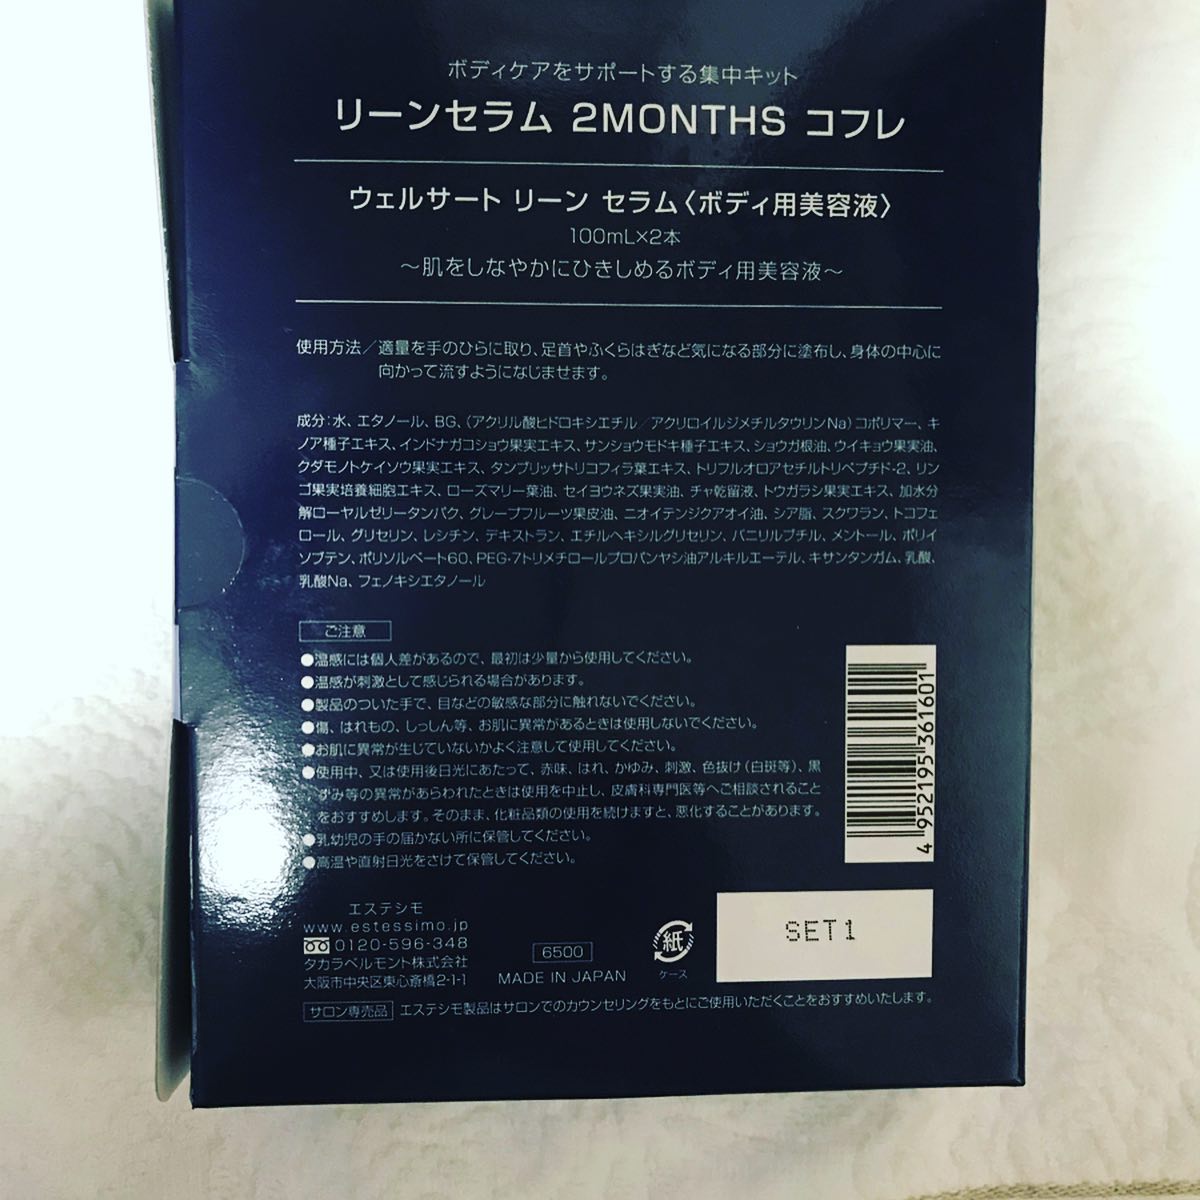 ボディケアをサポートする集中キット
リーンセラム 2MONTHS コフレ
ウェルサート リーン セラム〈ボディ用美容液〉
100mL×2本
～肌をしなやかにひきしめるボディ用美容液～
使用方法／適量を手のひらに取り、足首やふくらはぎなど気になる部分に塗布し、身体の中心に
向かって流すようになじませます。
成分：水、エタノール、BG、（アクリル酸ヒドロキシエチル／アクリロイルジメチルタウリンNa）コポリマー、キ
ノア種子エキス、インドナガコショウ果実エキス、サンショウモドキ種子エキス、ショウガ根油、ウイキョウ果実油、
クダモノトケイソウ果実エキス、タンブリッサトリコフィラ葉エキス、トリフルオロアセチルトリペプチド-2、リン
ゴ果実培養細胞エキス、ローズマリー葉油、セイヨウネズ果実油、チャ乾留液、トウガラシ果実エキス、加水分
解ローヤルゼリータンパク、グレープフルーツ果皮油、ニオイテンジクアオイ油、シア脂、スクワラン、トコフェ
ロール、グリセリン、レシチン、デキストラン、エチルヘキシルグリセリン、バニリルブチル、メントール、ポリイ
ソブテン、ポリソルベート60、PEG-7トリメチロールプロパンヤシ油アルキルエーテル、キサンタンガム、乳酸、
乳酸Na、フェノキシエタノール
ご注意
●温感には個人差があるので、最初は少量から使用してください。
●温感が刺激として感じられる場合があります。
●製品のついた手で、目などの敏感な部分に触れないでください。
●傷、はれもの、しっしん等、お肌に異常があるときは使用しないでください。
●お肌に異常が生じていないかよく注意して使用してください。
●使用中、又は使用後日光にあたって、赤味、はれ、かゆみ、刺激、色抜け（白斑等）、黒
ずみ等の異常があらわれたときは使用を中止し、皮膚科専門医等へご相談されること
をおすすめします。そのまま、化粧品類の使用を続けますと、悪化することがあります。
●乳幼児の手の届かない所に保管してください。
●高温や直射日光をさけて保管してください。
4 952195 361601
エステシモ
www.estessimo.jp
0120-596-348
タカラベルモント株式会社
大阪市中央区東心斎橋2-1-1
6500
MADE IN JAPAN
紙
ケース
SET1
サロン専売品 エステシモ製品はサロンでのカウンセリングをもとにご使用いただくことをおすすめいたします。